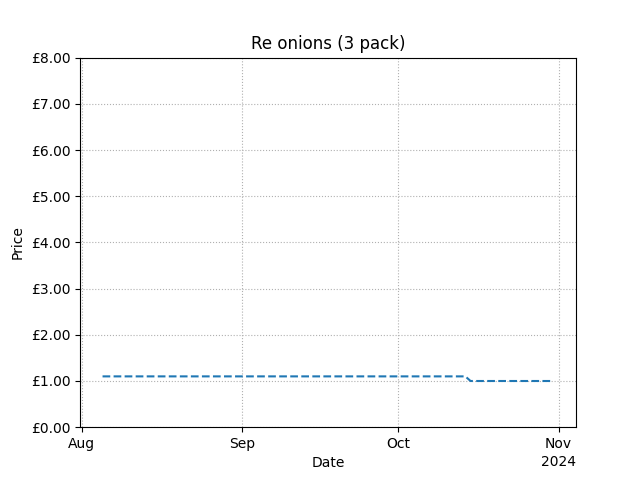 Re onions (3 pack)
£8.00
£7.00
£6.00
£5.00
£4.00
£3.00
£2.00
£1.00
£0.00
Price
Aug Sep Oct Nov
2024
Date